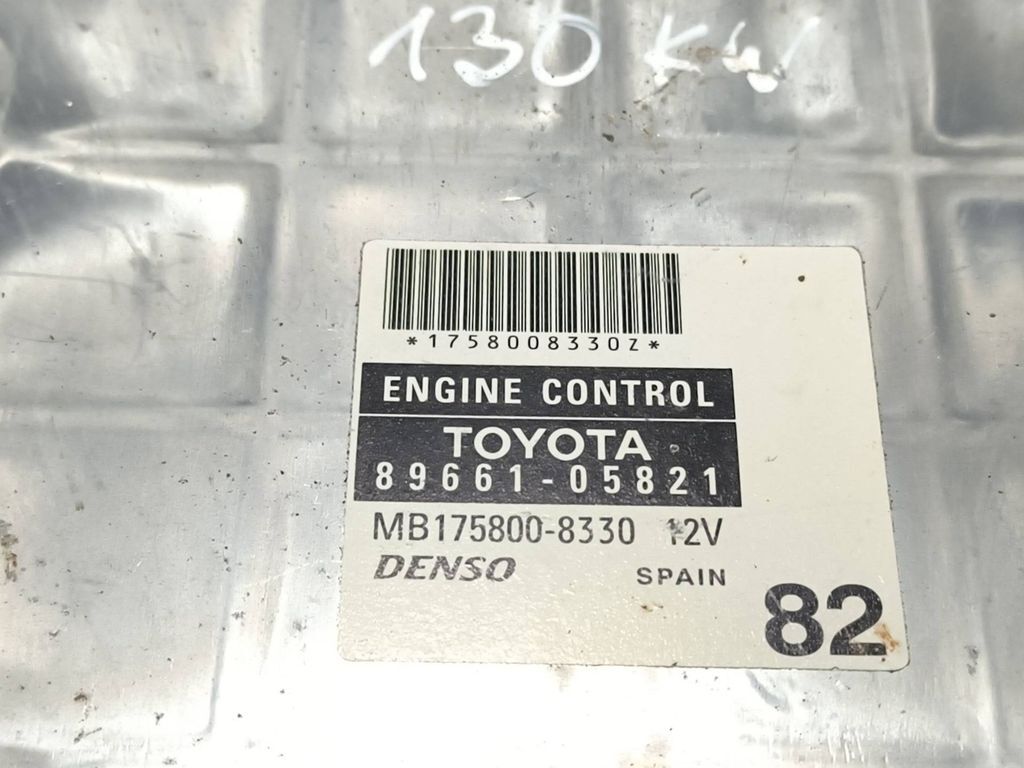 130 KW
*1758008330Z*
ENGINE CONTROL
TOYOTA
89661-05821
MB175800-8330 12V
DENSO SPAIN
82